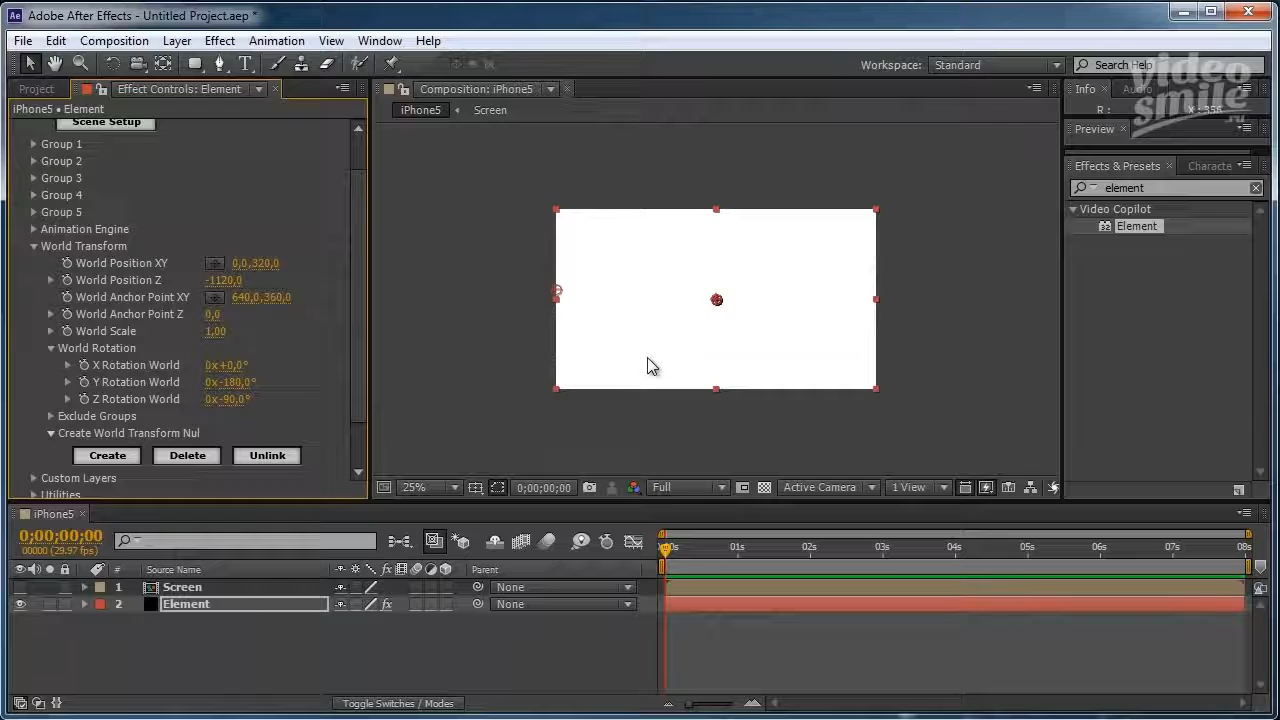 Adobe After Effects - Untitled Project.aep *
File Edit Composition Layer Effect Animation View Window Help
Workspace: Standard Search Help
Project Effect Controls: Element Composition: iPhone5 Info Audio
iPhone5 • Element
iPhone5 Screen
video smile.ru
Preview
Scene Setup
Group 1
Group 2
Group 3
Group 4
Group 5
Animation Engine
World Transform
World Position XY 0,0,320,0
World Position Z -1120,0
World Anchor Point XY 640,0,360,0
World Anchor Point Z 0,0
World Scale 1,00
World Rotation
X Rotation World 0x+0,0°
Y Rotation World 0x-180,0°
Z Rotation World 0x-90,0°
Exclude Groups
Create World Transform Nul
Create Delete Unlink
Custom Layers
Utilities
Effects & Presets Characte
element
Video Copilot
Element
25% 0;00;00;00 Full Active Camera 1 View
iPhone5
0;00;00;00
00000 (29.97 fps)
0s 01s 02s 03s 04s 05s 06s 07s 08s
# Source Name Parent
1 Screen None
2 Element None
Toggle Switches / Modes